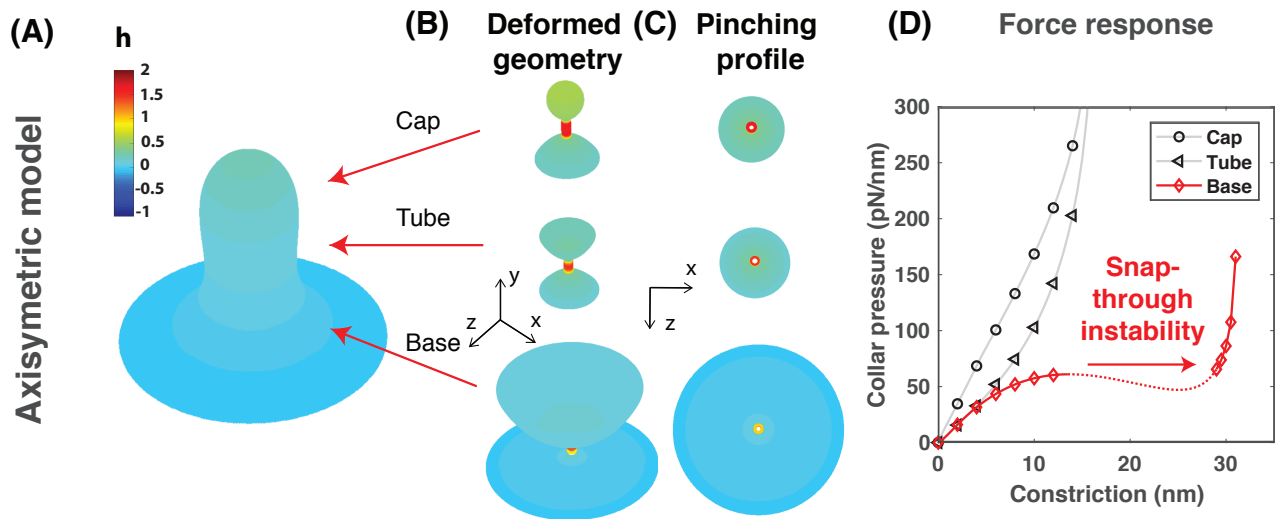 (A)
(B)
Deformed
geometry
(C)
Pinching
profile
(D)
Force response
Axisymetric model
h
2
1.5
1
0.5
0
-0.5
-1
Cap
Tube
Base
y
z
x
x
z
Collar pressure (pN/nm)
300
250
200
150
100
50
0
Cap
Tube
Base
Snap-
through
instability
0
10
20
30
Constriction (nm)